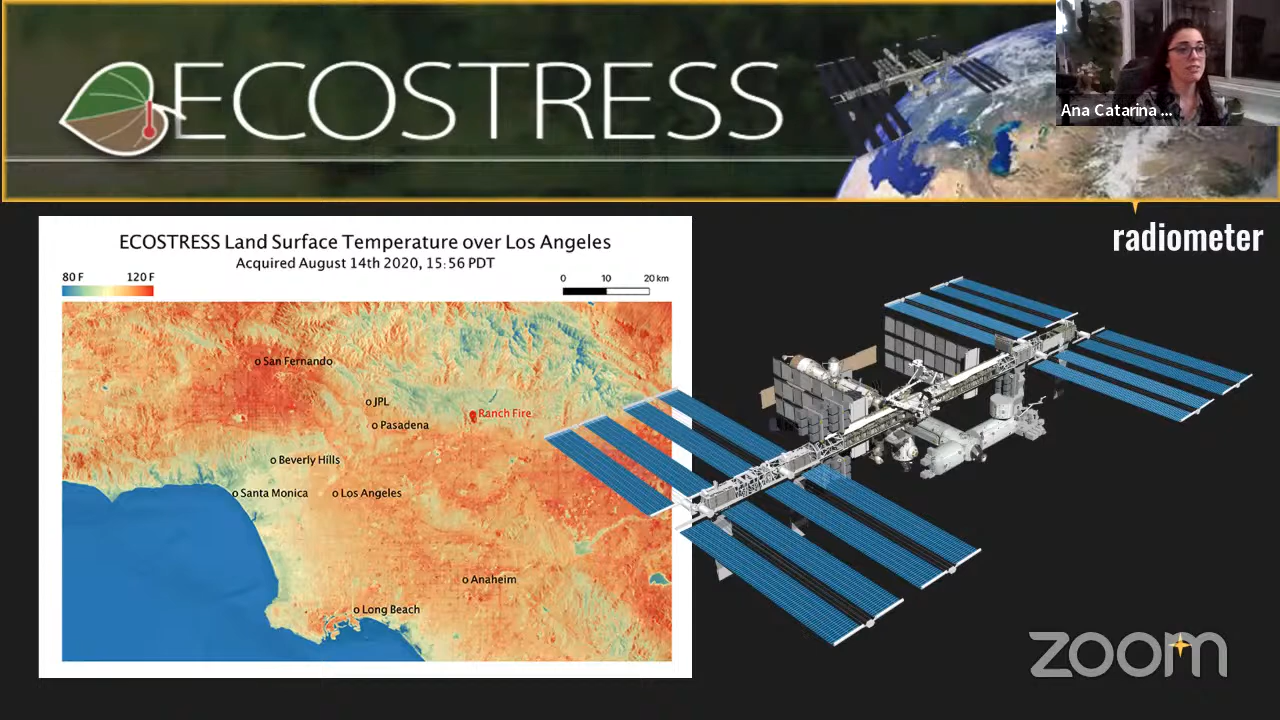 ECOSTRESS
Ana Catarina ...
radiometer
ECOSTRESS Land Surface Temperature over Los Angeles
Acquired August 14th 2020, 15:56 PDT
80 F 120 F
0 10 20 km
San Fernando
JPL
Ranch Fire
Pasadena
Beverly Hills
Santa Monica
Los Angeles
Anaheim
Long Beach
zoom